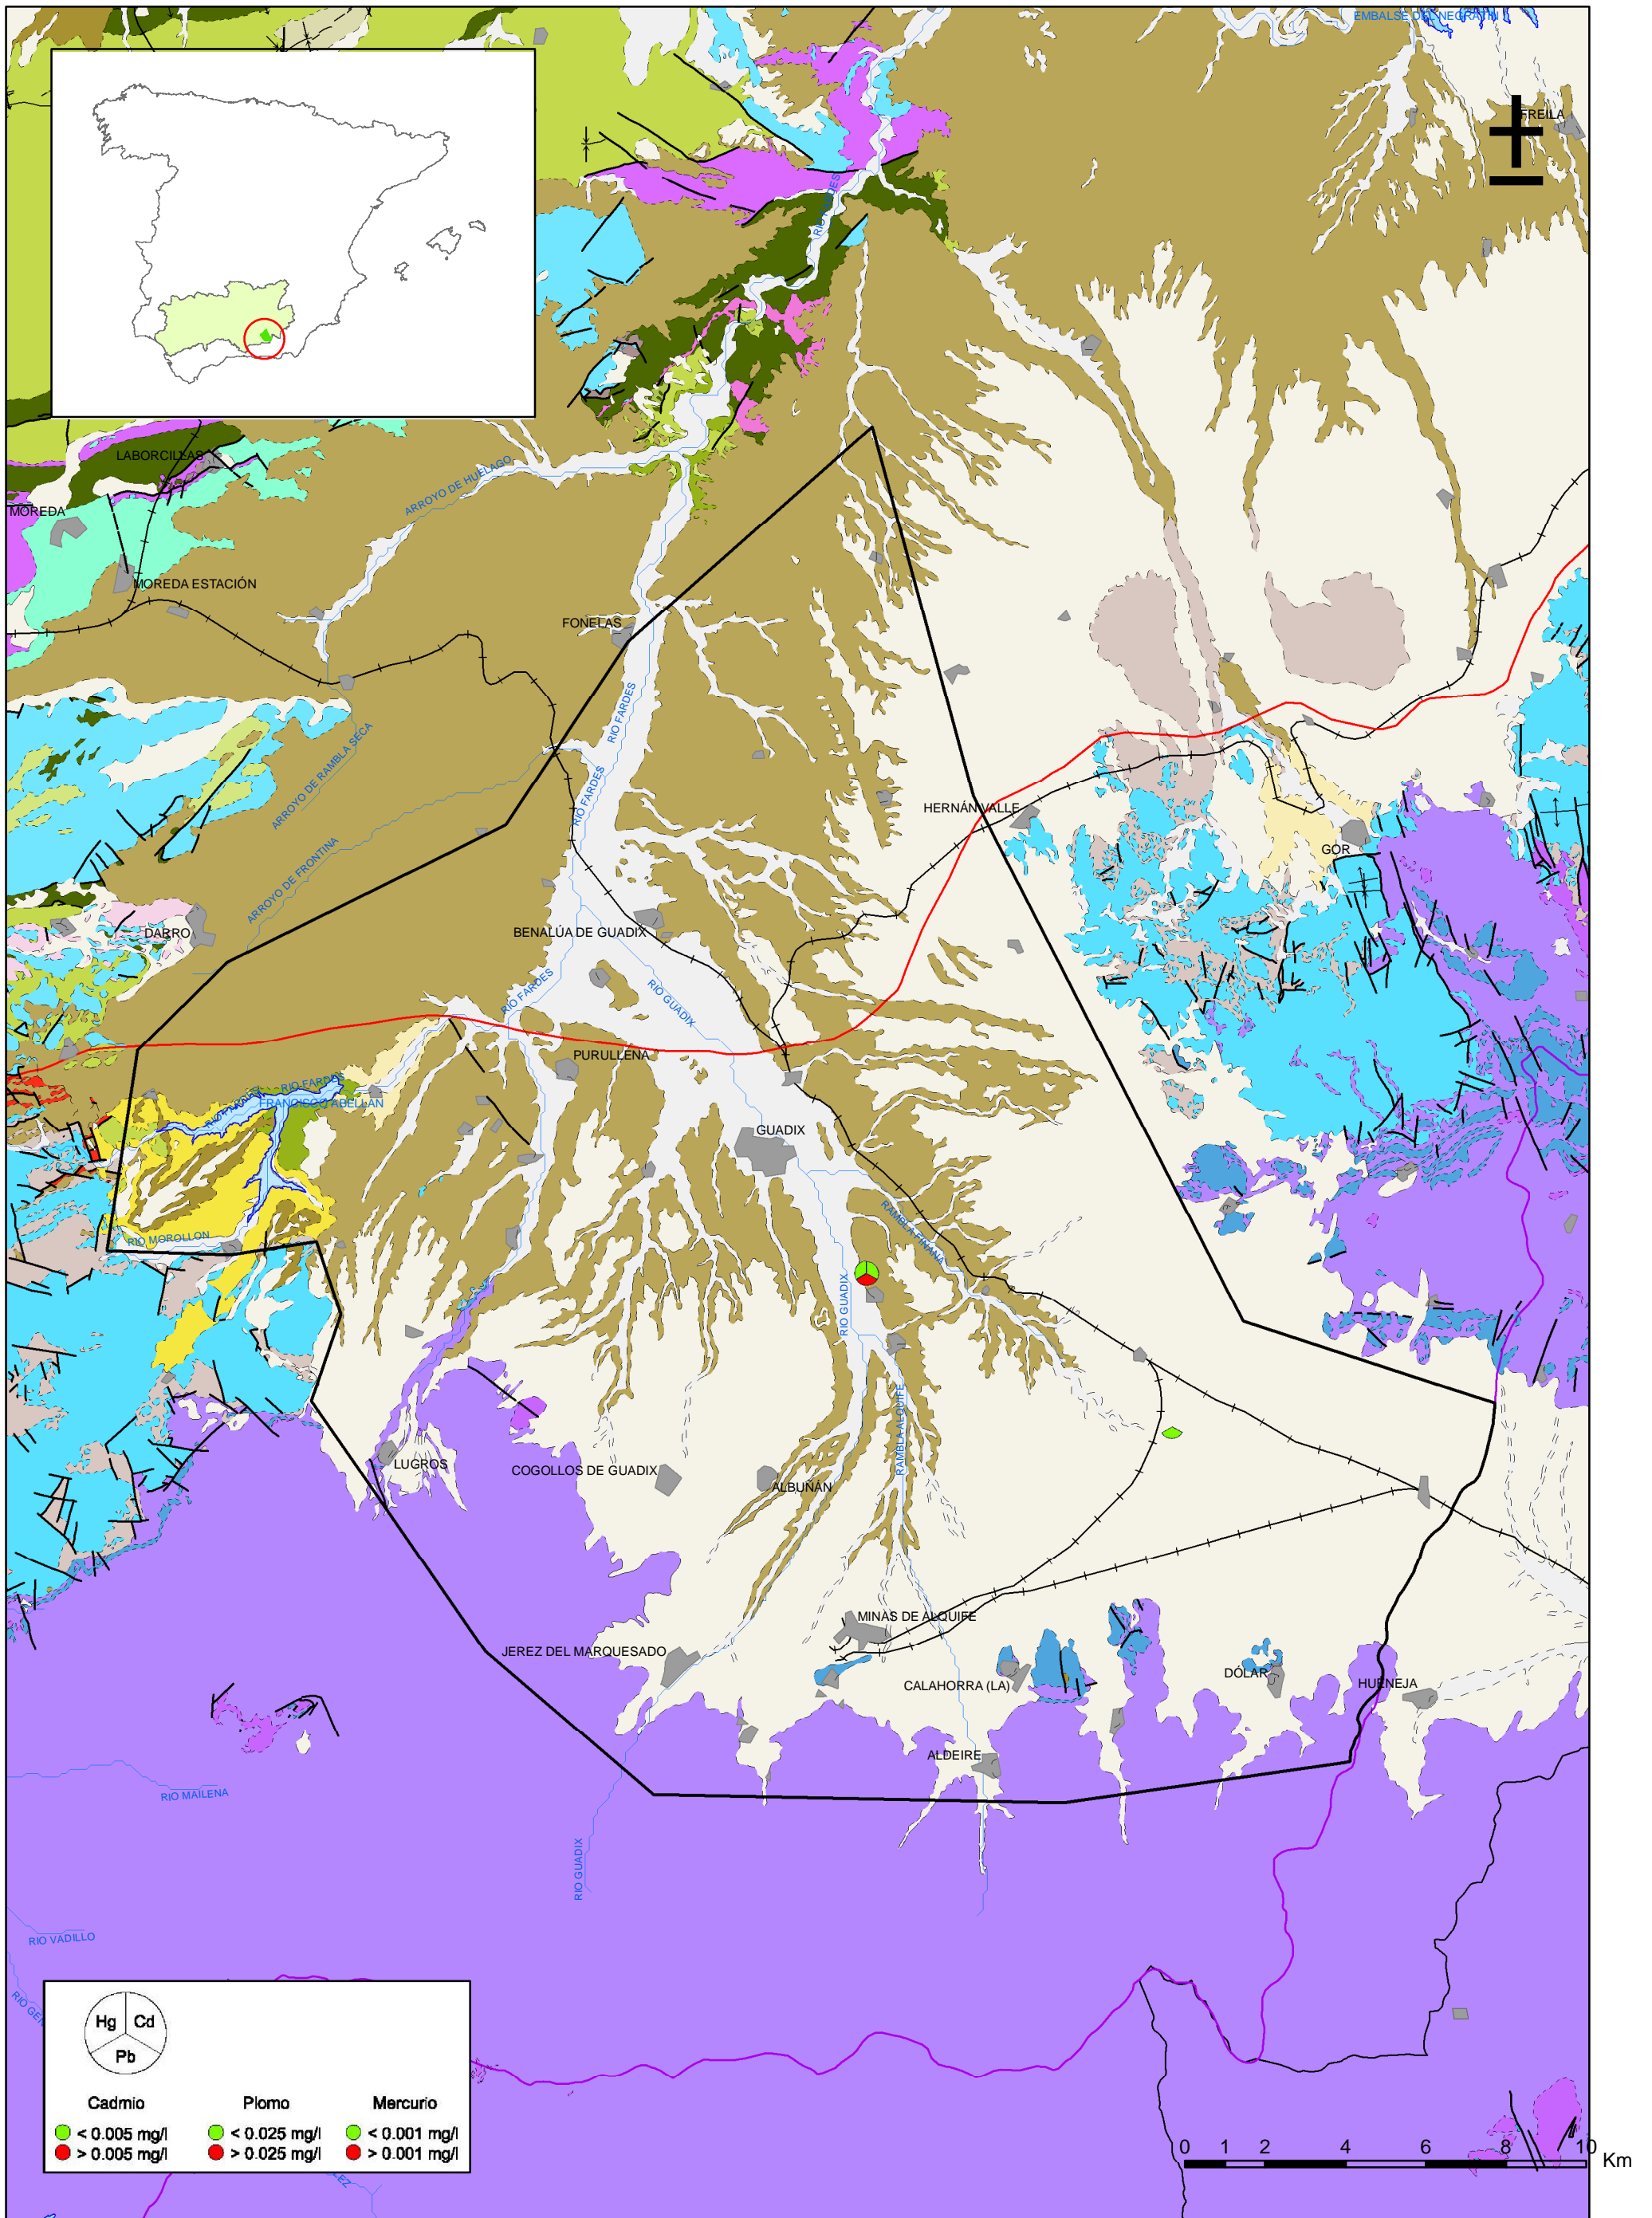 EMBALSE DEL NEGRATIN
FREILA
RIO FARDES
LABORCILLAS
ARROYO DE HUELAGO
MOREDA
MOREDA ESTACIÓN
FONELAS
RIO FARDES
ARROYO DE RAMBLA SECA
RIO FARDES
HERNÁN VALLE
ARROYO DE FRONTINA
GOR
DARRO
BENALÚA DE GUADIX
RIO FARDES
RIO GUADIX
PURULLENA
RIO FARDES
RIO FARDES
FRANCISCO ABELLAN
GUADIX
RIO MOROLLON
RAMBLA FIÑANA
RIO GUADIX
RAMBLA ALQUIFE
LUGROS
COGOLLOS DE GUADIX
ALBUÑÁN
MINAS DE ALQUIFE
JEREZ DEL MARQUESADO
CALAHORRA (LA)
DÓLAR
HUENEJA
ALDEIRE
RIO MAILENA
RIO GUADIX
RIO VADILLO
Hg Cd
Pb
Cadmio Plomo Mercurio
< 0.005 mg/l < 0.025 mg/l < 0.001 mg/l
> 0.005 mg/l > 0.025 mg/l > 0.001 mg/l
0 1 2 4 6 8 10
Km